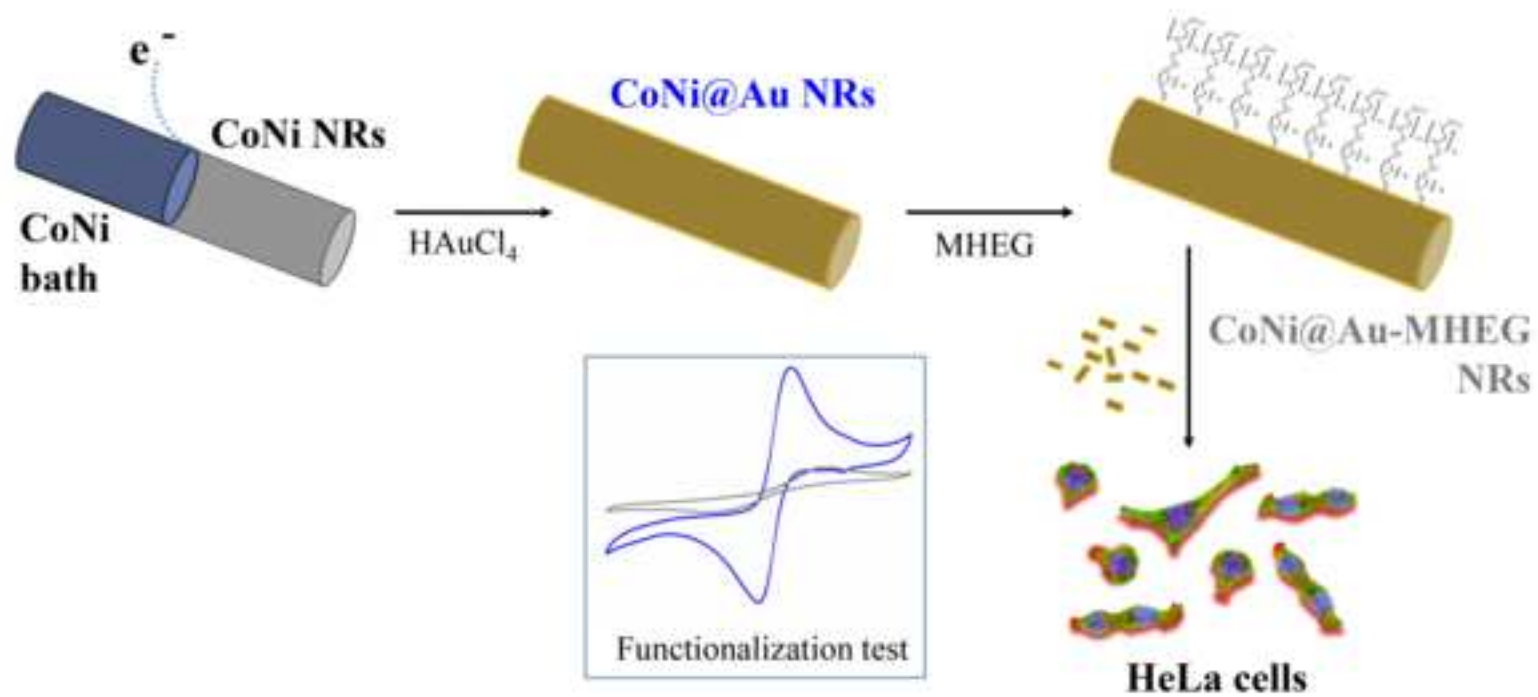 e -
CoNi NRs
CoNi
bath
HAuCl₄
CoNi@Au NRs
MHEG
CoNi@Au-MHEG
NRs
Functionalization test
HeLa cells